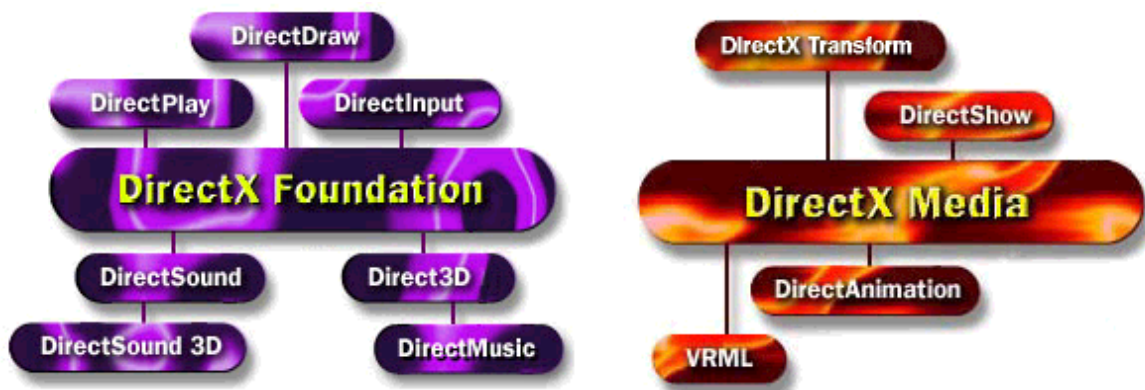 DirectDraw
DirectPlay
DirectInput
DirectX Foundation
DirectSound
Direct3D
DirectSound 3D
DirectMusic
DirectX Transform
DirectShow
DirectX Media
DirectAnimation
VRML